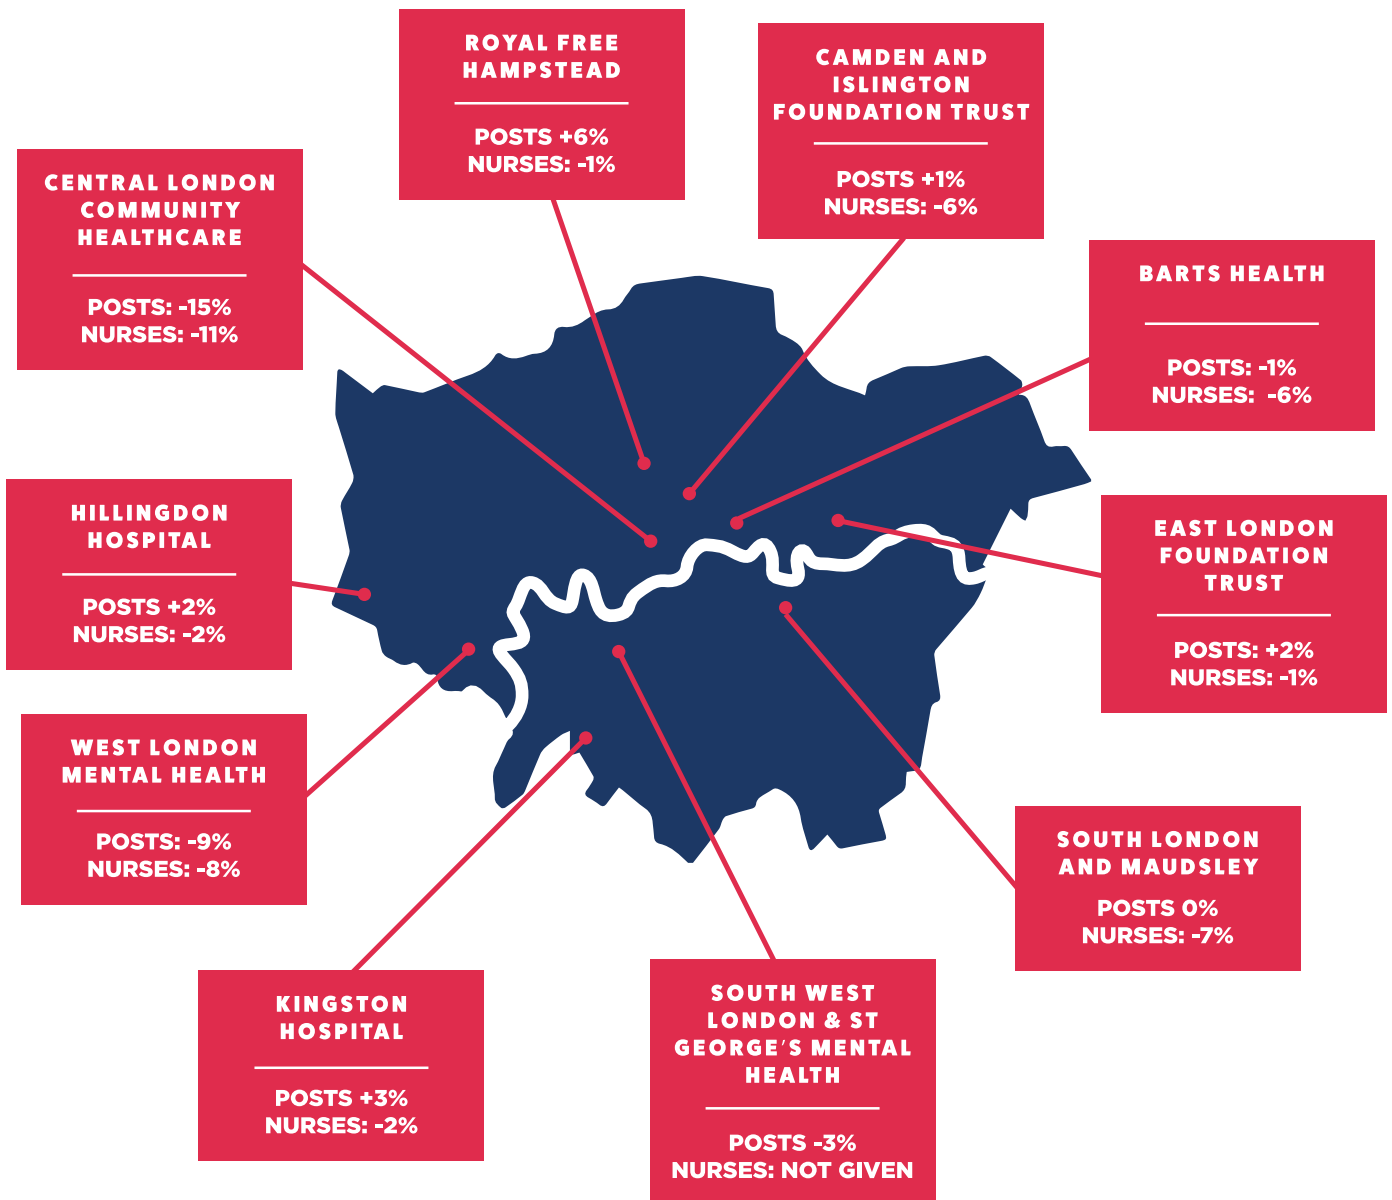 ROYAL FREE
HAMPSTEAD
POSTS +6%
NURSES: -1%
CAMDEN AND
ISLINGTON
FOUNDATION TRUST
POSTS +1%
NURSES: -6%
CENTRAL LONDON
COMMUNITY
HEALTHCARE
POSTS: -15%
NURSES: -11%
BARTS HEALTH
POSTS: -1%
NURSES: -6%
HILLINGDON
HOSPITAL
POSTS +2%
NURSES: -2%
EAST LONDON
FOUNDATION
TRUST
POSTS: +2%
NURSES: -1%
WEST LONDON
MENTAL HEALTH
POSTS: -9%
NURSES: -8%
SOUTH LONDON
AND MAUDSLEY
POSTS 0%
NURSES: -7%
KINGSTON
HOSPITAL
POSTS +3%
NURSES: -2%
SOUTH WEST
LONDON & ST
GEORGE'S MENTAL
HEALTH
POSTS -3%
NURSES: NOT GIVEN